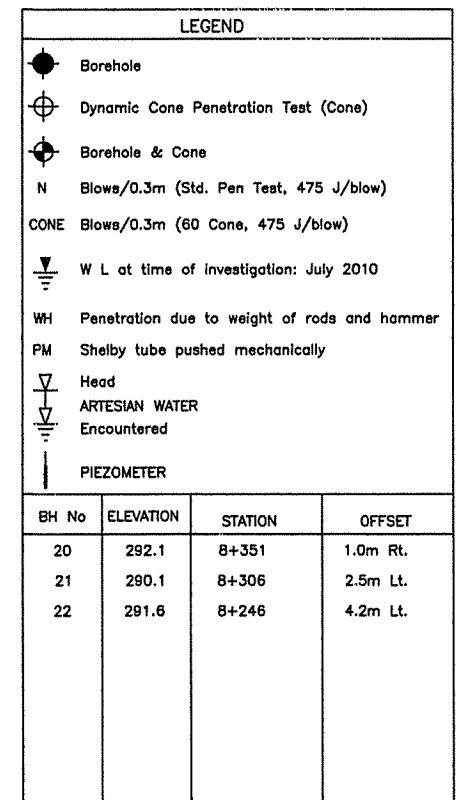 LEGEND
Borehole
Dynamic Cone Penetration Test (Cone)
Borehole & Cone
N Blows/0.3m (Std. Pen Test, 475 J/blow)
CONE Blows/0.3m (60 Cone, 475 J/blow)
W L at time of investigation: July 2010
WH Penetration due to weight of rods and hammer
PM Shelby tube pushed mechanically
Head
ARTESIAN WATER
Encountered
PIEZOMETER
BH No ELEVATION STATION OFFSET
20 292.1 8+351 1.0m Rt.
21 290.1 8+306 2.5m Lt.
22 291.6 8+246 4.2m Lt.